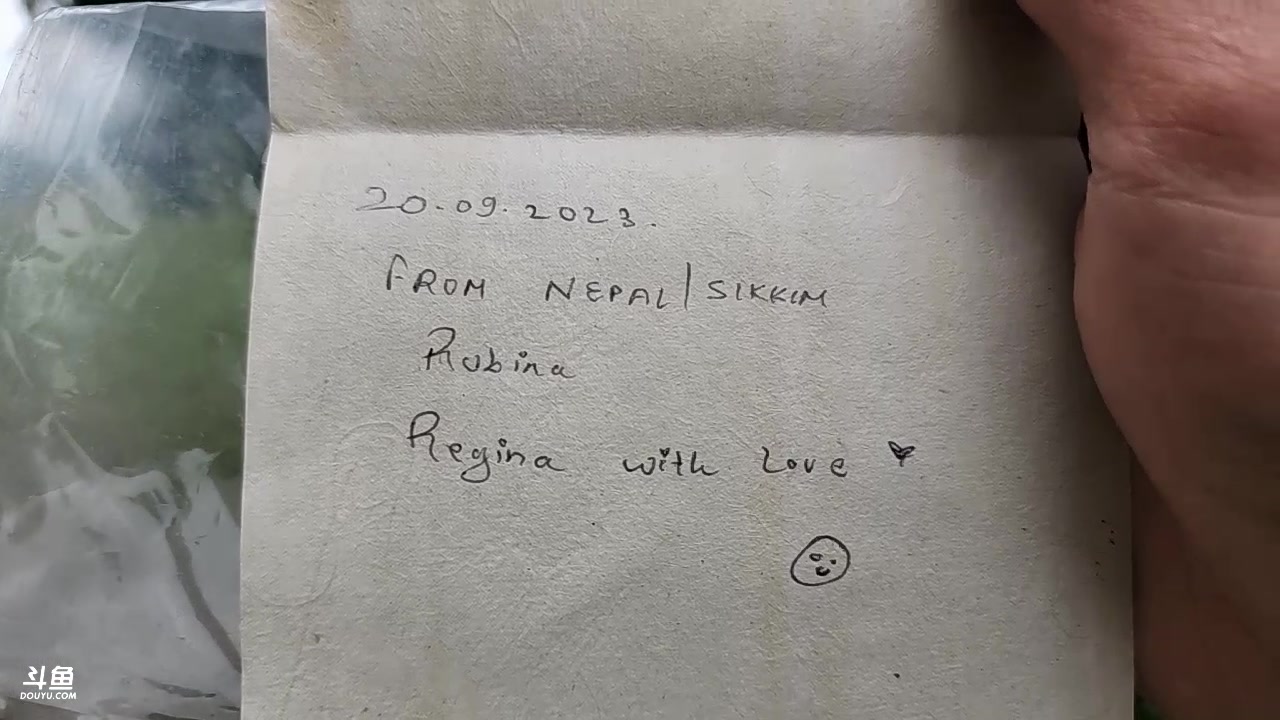 20.09.2023.
FROM NEPAL/SIKKIM
Rubina
Regina with Love
斗鱼
DOUYU.COM